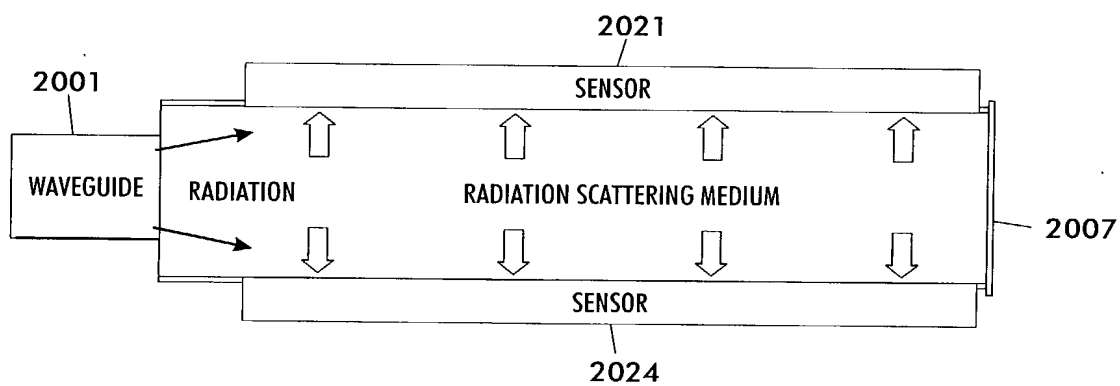 2021
2001
SENSOR
WAVEGUIDE
RADIATION
RADIATION SCATTERING MEDIUM
2007
SENSOR
2024